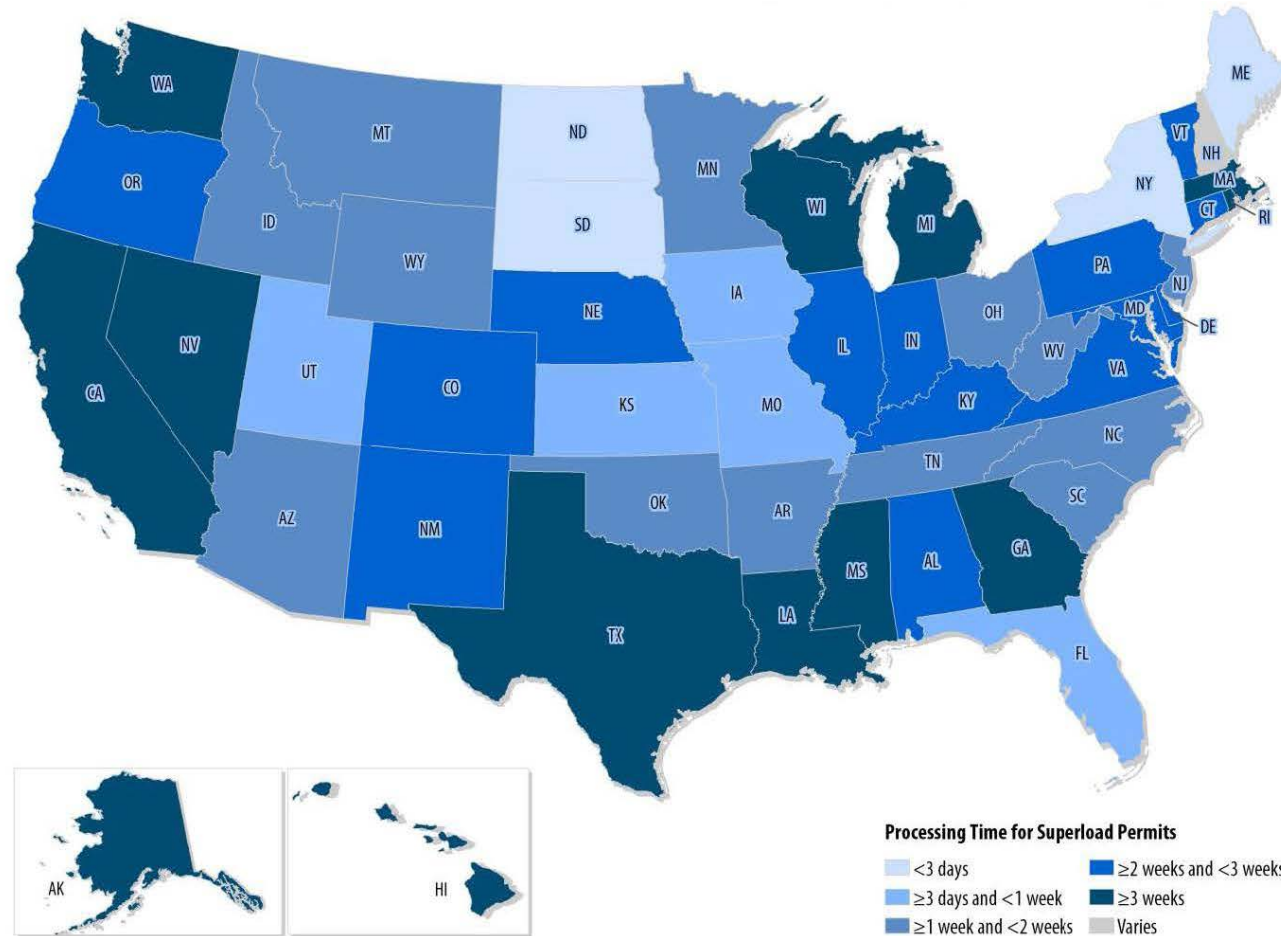 ME
WA
VT
ND
MT
NH
MN
OR
NY
MA
WI
SD
ID
CT
MI
RI
WY
PA
IA
NJ
NE
OH
MD
DE
IL
IN
NV
WV
UT
VA
CO
CA
KS
MO
KY
NC
TN
OK
AZ
AR
SC
NM
GA
MS
AL
LA
TX
FL
AK
HI
Processing Time for Superload Permits
<3 days
≥2 weeks and <3 weeks
≥3 days and <1 week
≥3 weeks
≥1 week and <2 weeks
Varies